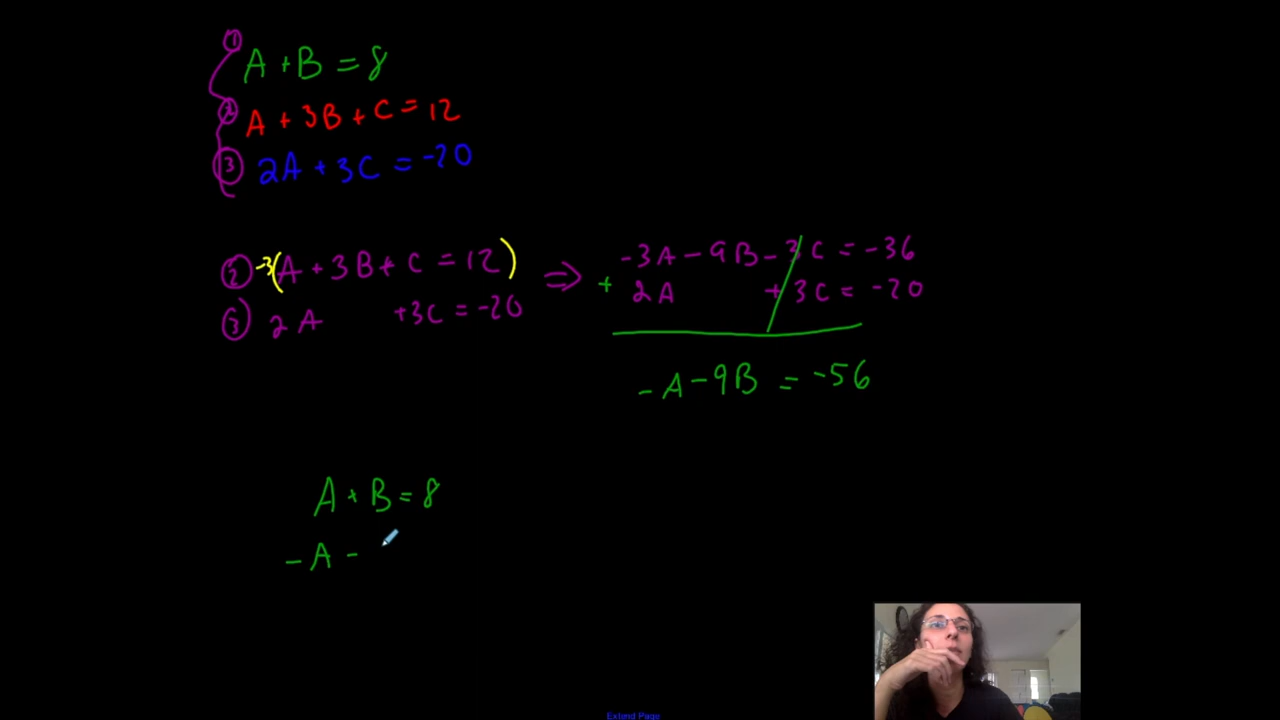 ① A + B = 8
② A + 3B + C = 12
③ 2A + 3C = -20
② -3(A + 3B + C = 12) ⇒ -3A - 9B - 3C = -36
③ 2A +3C = -20 + 2A + 3C = -20
-A - 9B = -56
A + B = 8
-A -
Extend Page